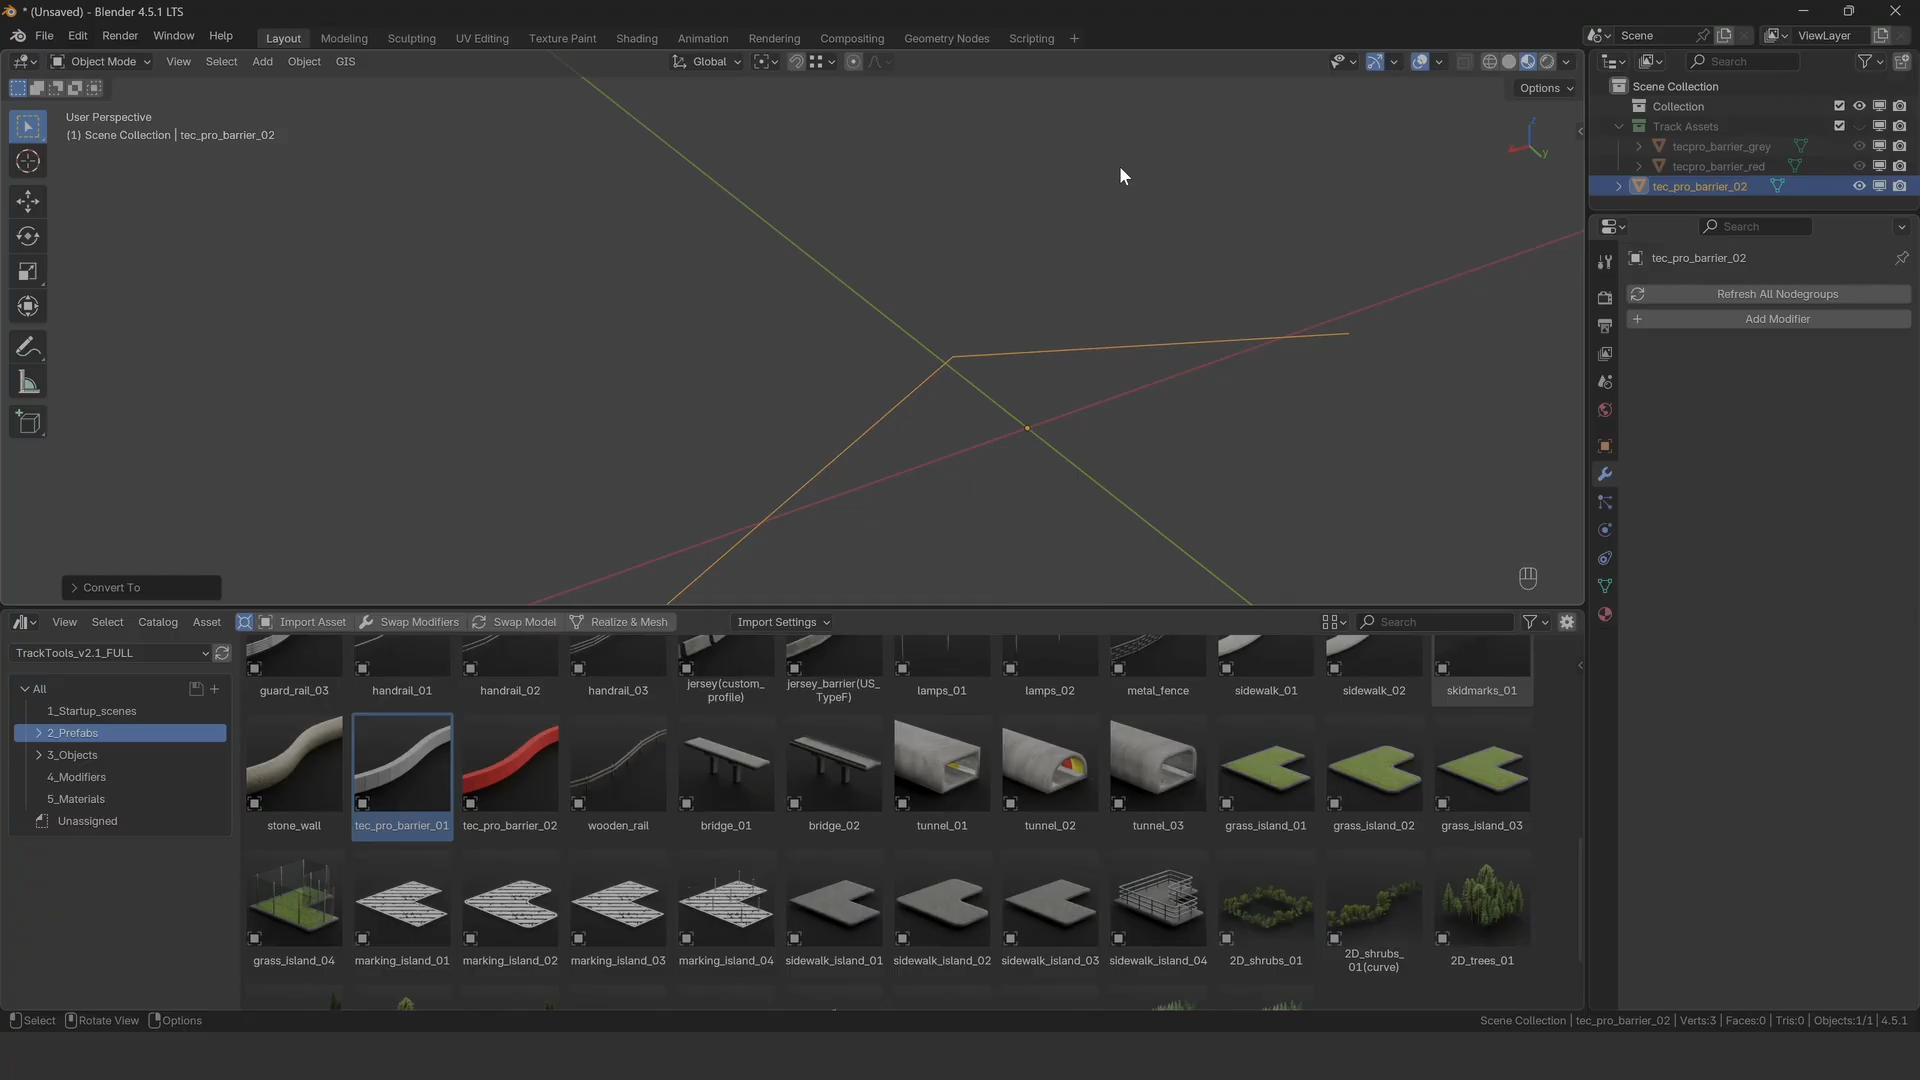 * (Unsaved) - Blender 4.5.1 LTS
File Edit Render Window Help
Layout Modeling Sculpting UV Editing Texture Paint Shading Animation Rendering Compositing Geometry Nodes Scripting +
Scene
ViewLayer
Object Mode View Select Add Object GIS
Global
Search
Options
User Perspective
(1) Scene Collection | tec_pro_barrier_02
Z
Y
Scene Collection
Collection
Track Assets
tecpro_barrier_grey
tecpro_barrier_red
tec_pro_barrier_02
Search
tec_pro_barrier_02
Refresh All Nodegroups
+ Add Modifier
> Convert To
View Select Catalog Asset Import Asset Swap Modifiers Swap Model Realize & Mesh Import Settings
Search
TrackTools_v2.1_FULL
All
1_Startup_scenes
2_Prefabs
3_Objects
4_Modifiers
5_Materials
Unassigned
guard_rail_03 handrail_01 handrail_02 handrail_03 jersey(custom_ jersey_barrier(US_ lamps_01 lamps_02 metal_fence sidewalk_01 sidewalk_02 skidmarks_01
profile) TypeF)
stone_wall tec_pro_barrier_01 tec_pro_barrier_02 wooden_rail bridge_01 bridge_02 tunnel_01 tunnel_02 tunnel_03 grass_island_01 grass_island_02 grass_island_03
grass_island_04 marking_island_01 marking_island_02 marking_island_03 marking_island_04 sidewalk_island_01 sidewalk_island_02 sidewalk_island_03 sidewalk_island_04 2D_shrubs_01 2D_shrubs_ 2D_trees_01
01(curve)
Select Rotate View Options
Scene Collection | tec_pro_barrier_02 | Verts:3 | Faces:0 | Tris:0 | Objects:1/1 | 4.5.1